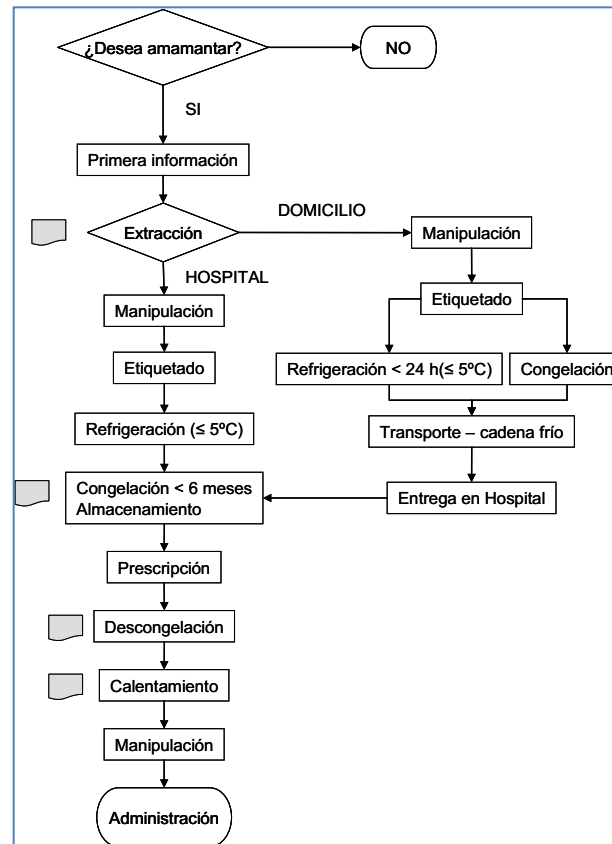 ¿Desea amamantar?
NO
SI
Primera información
DOMICILIO
Extracción
Manipulación
HOSPITAL
Manipulación
Etiquetado
Etiquetado
Refrigeración < 24 h(≤ 5ºC)
Congelación
Refrigeración (≤ 5ºC)
Transporte – cadena frío
Congelación < 6 meses
Almacenamiento
Entrega en Hospital
Prescripción
Descongelación
Calentamiento
Manipulación
Administración